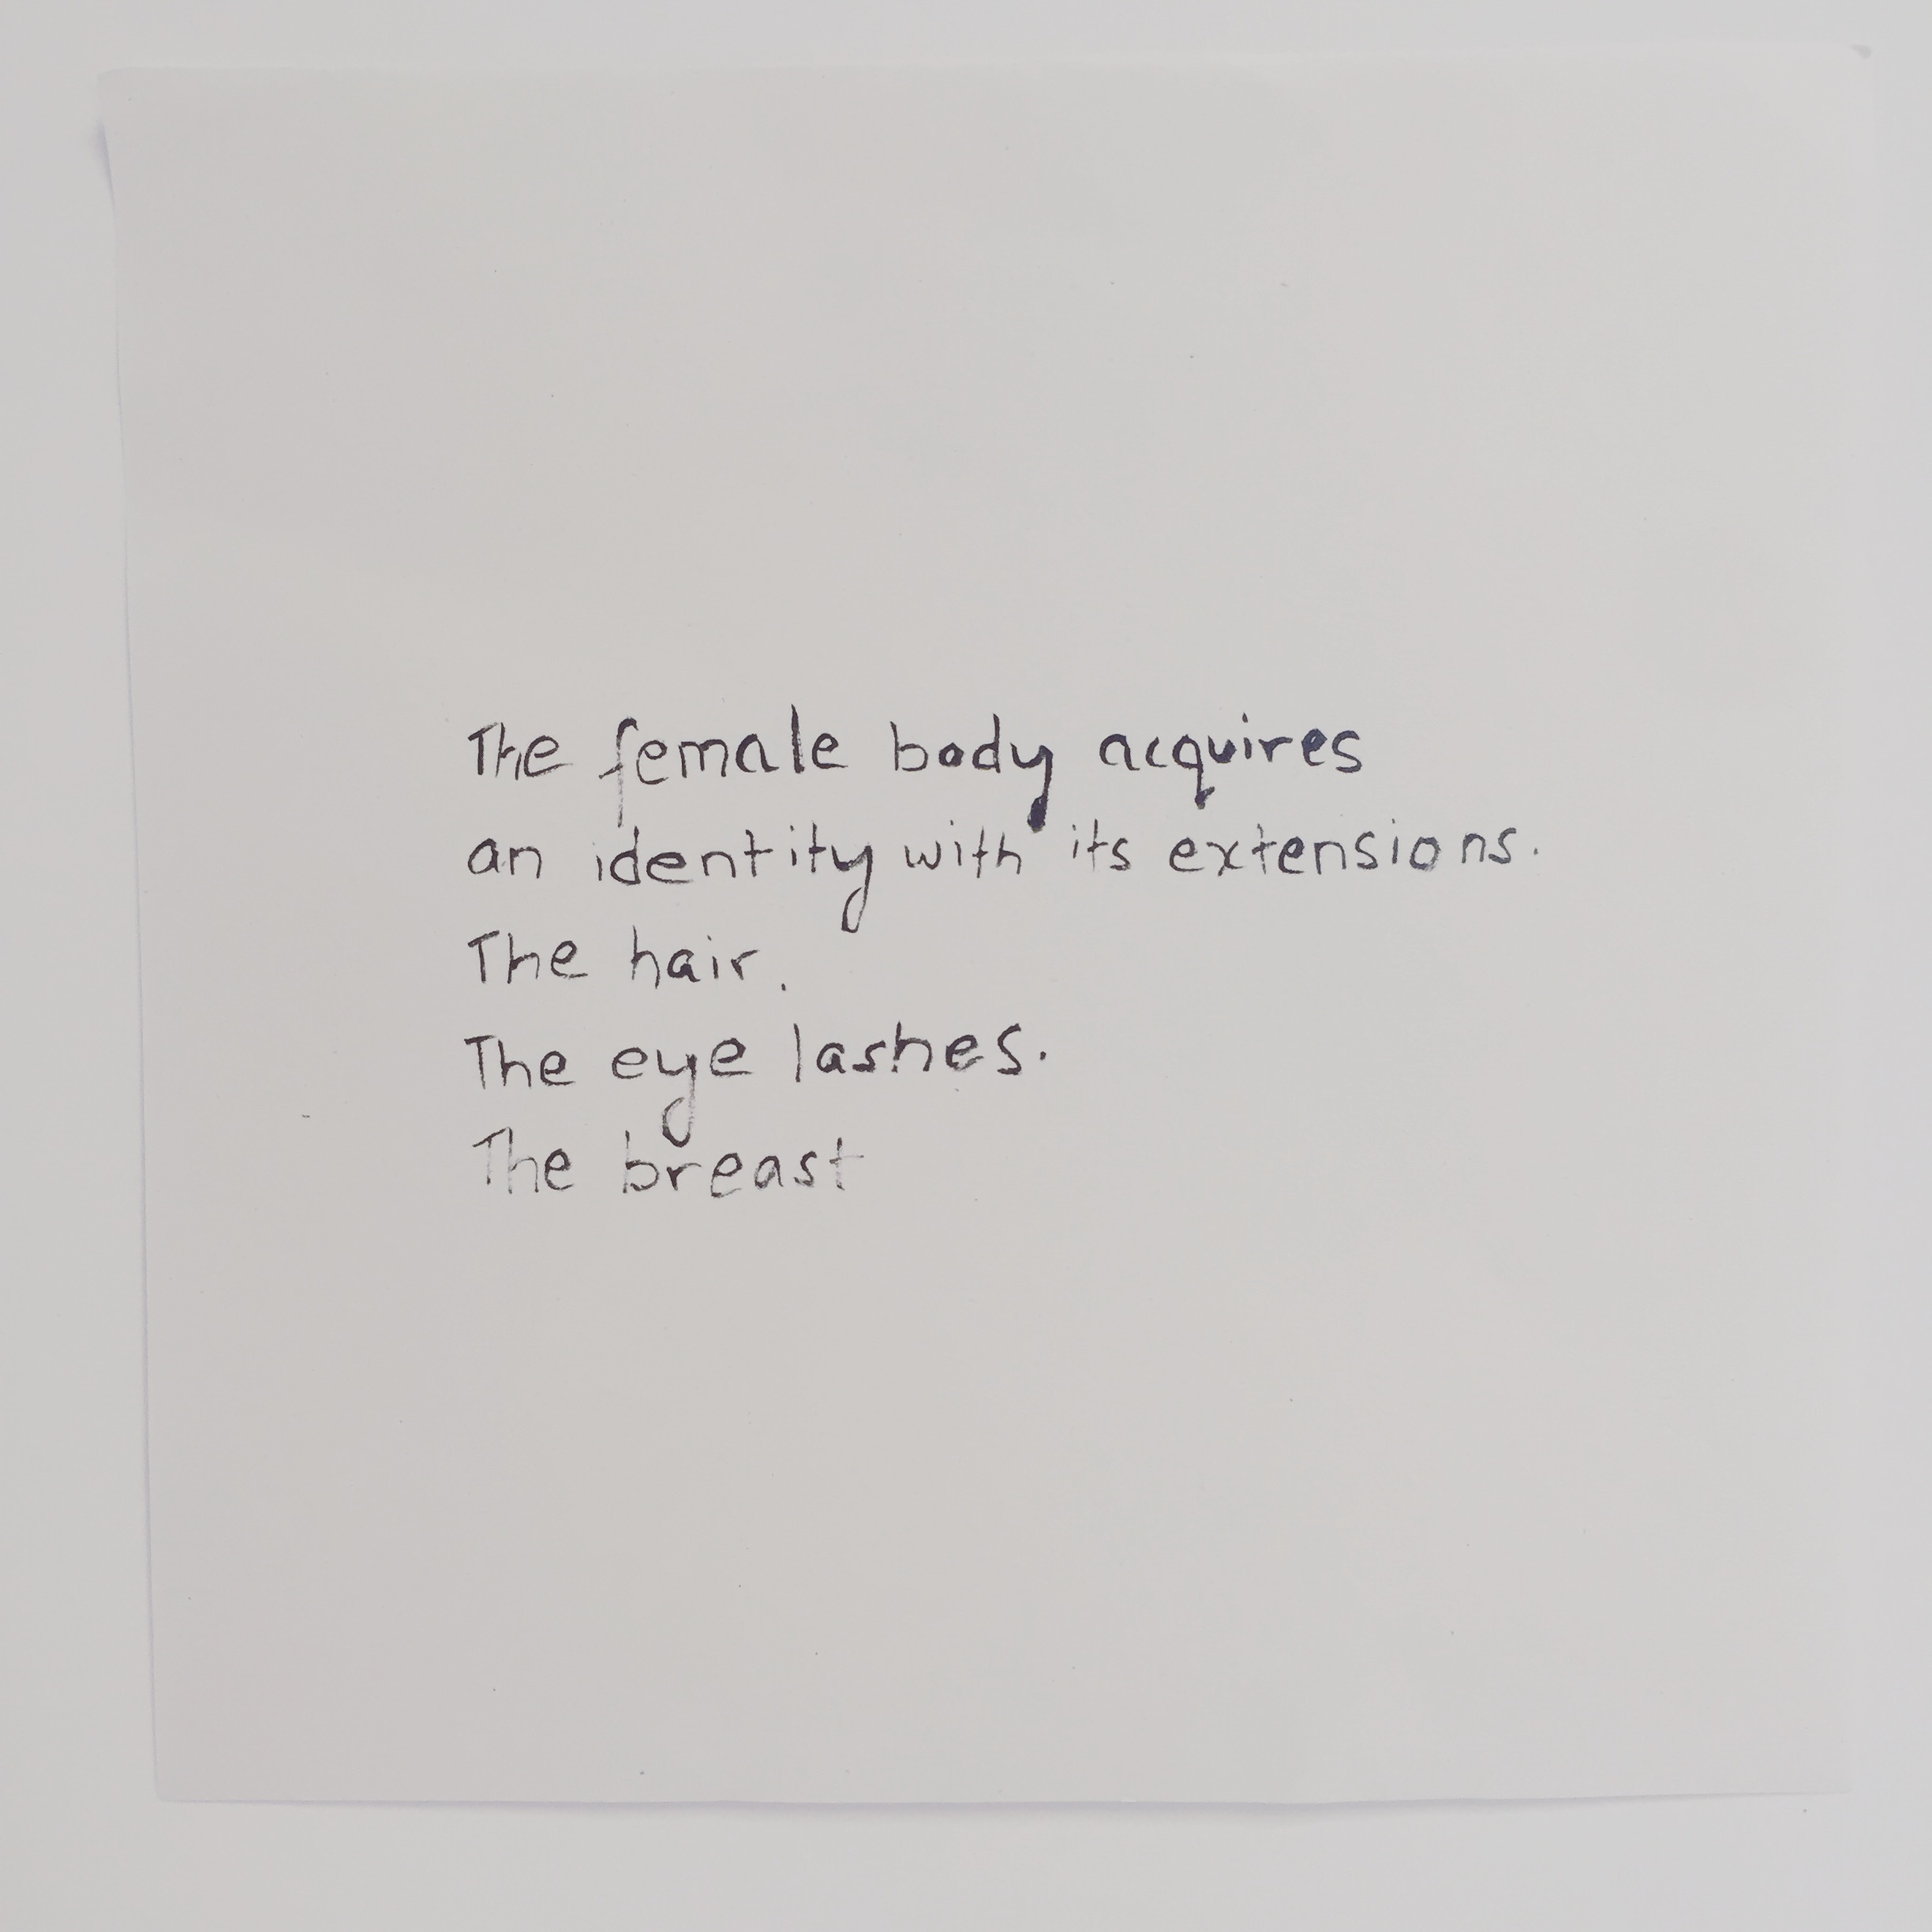 The female body acquires
an identity with its extensions.
The hair.
The eye lashes.
The breast